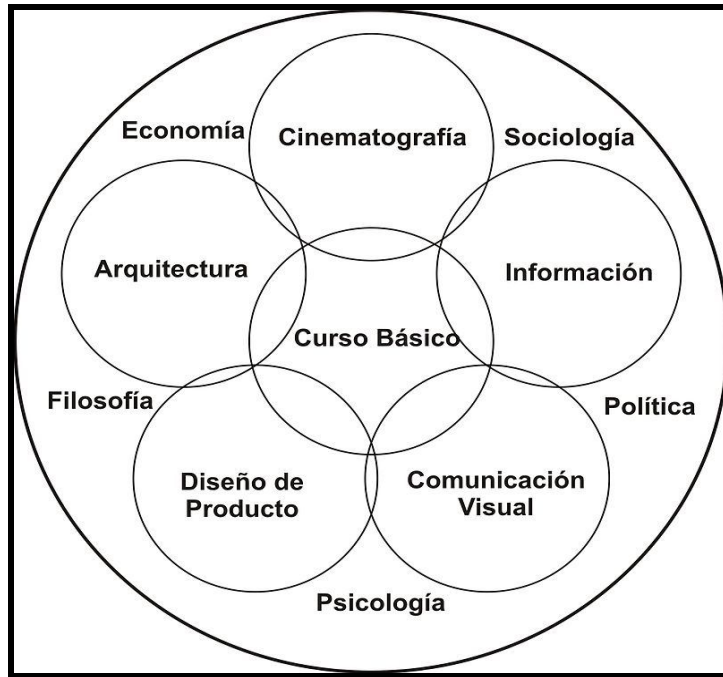 Economía
Cinematografía
Sociología
Arquitectura
Información
Curso Básico
Filosofía
Política
Diseño de
Producto
Comunicación
Visual
Psicología